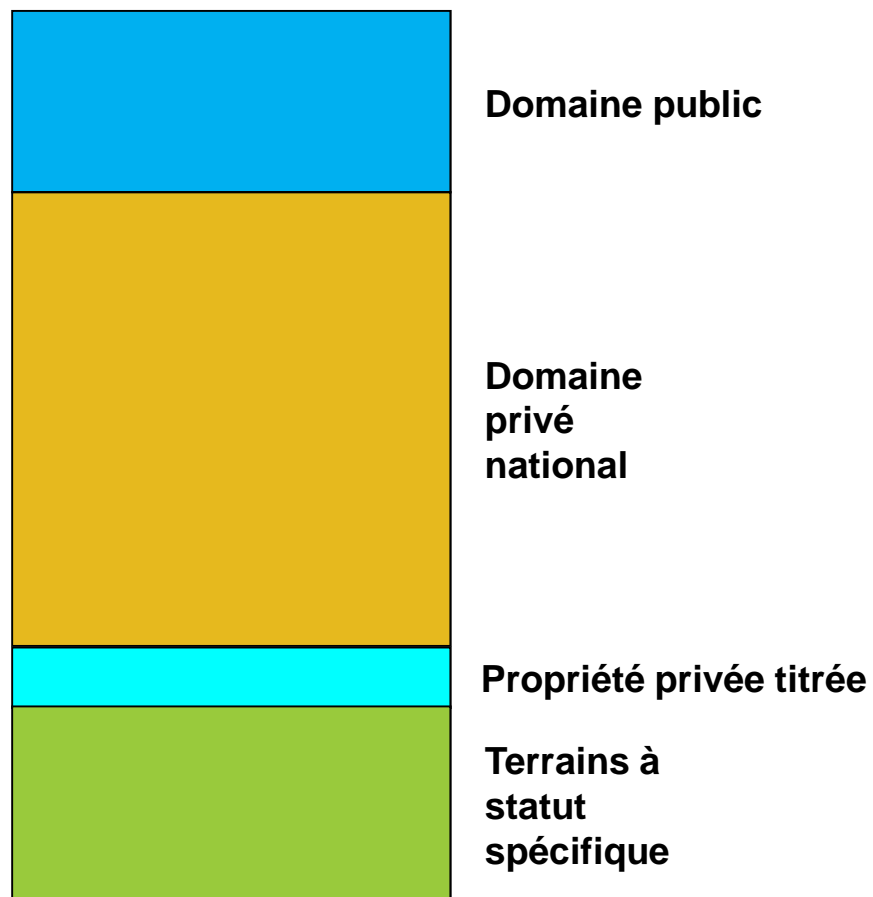 Domaine public
Domaine
privé
national
Propriété privée titrée
Terrains à
statut
spécifique